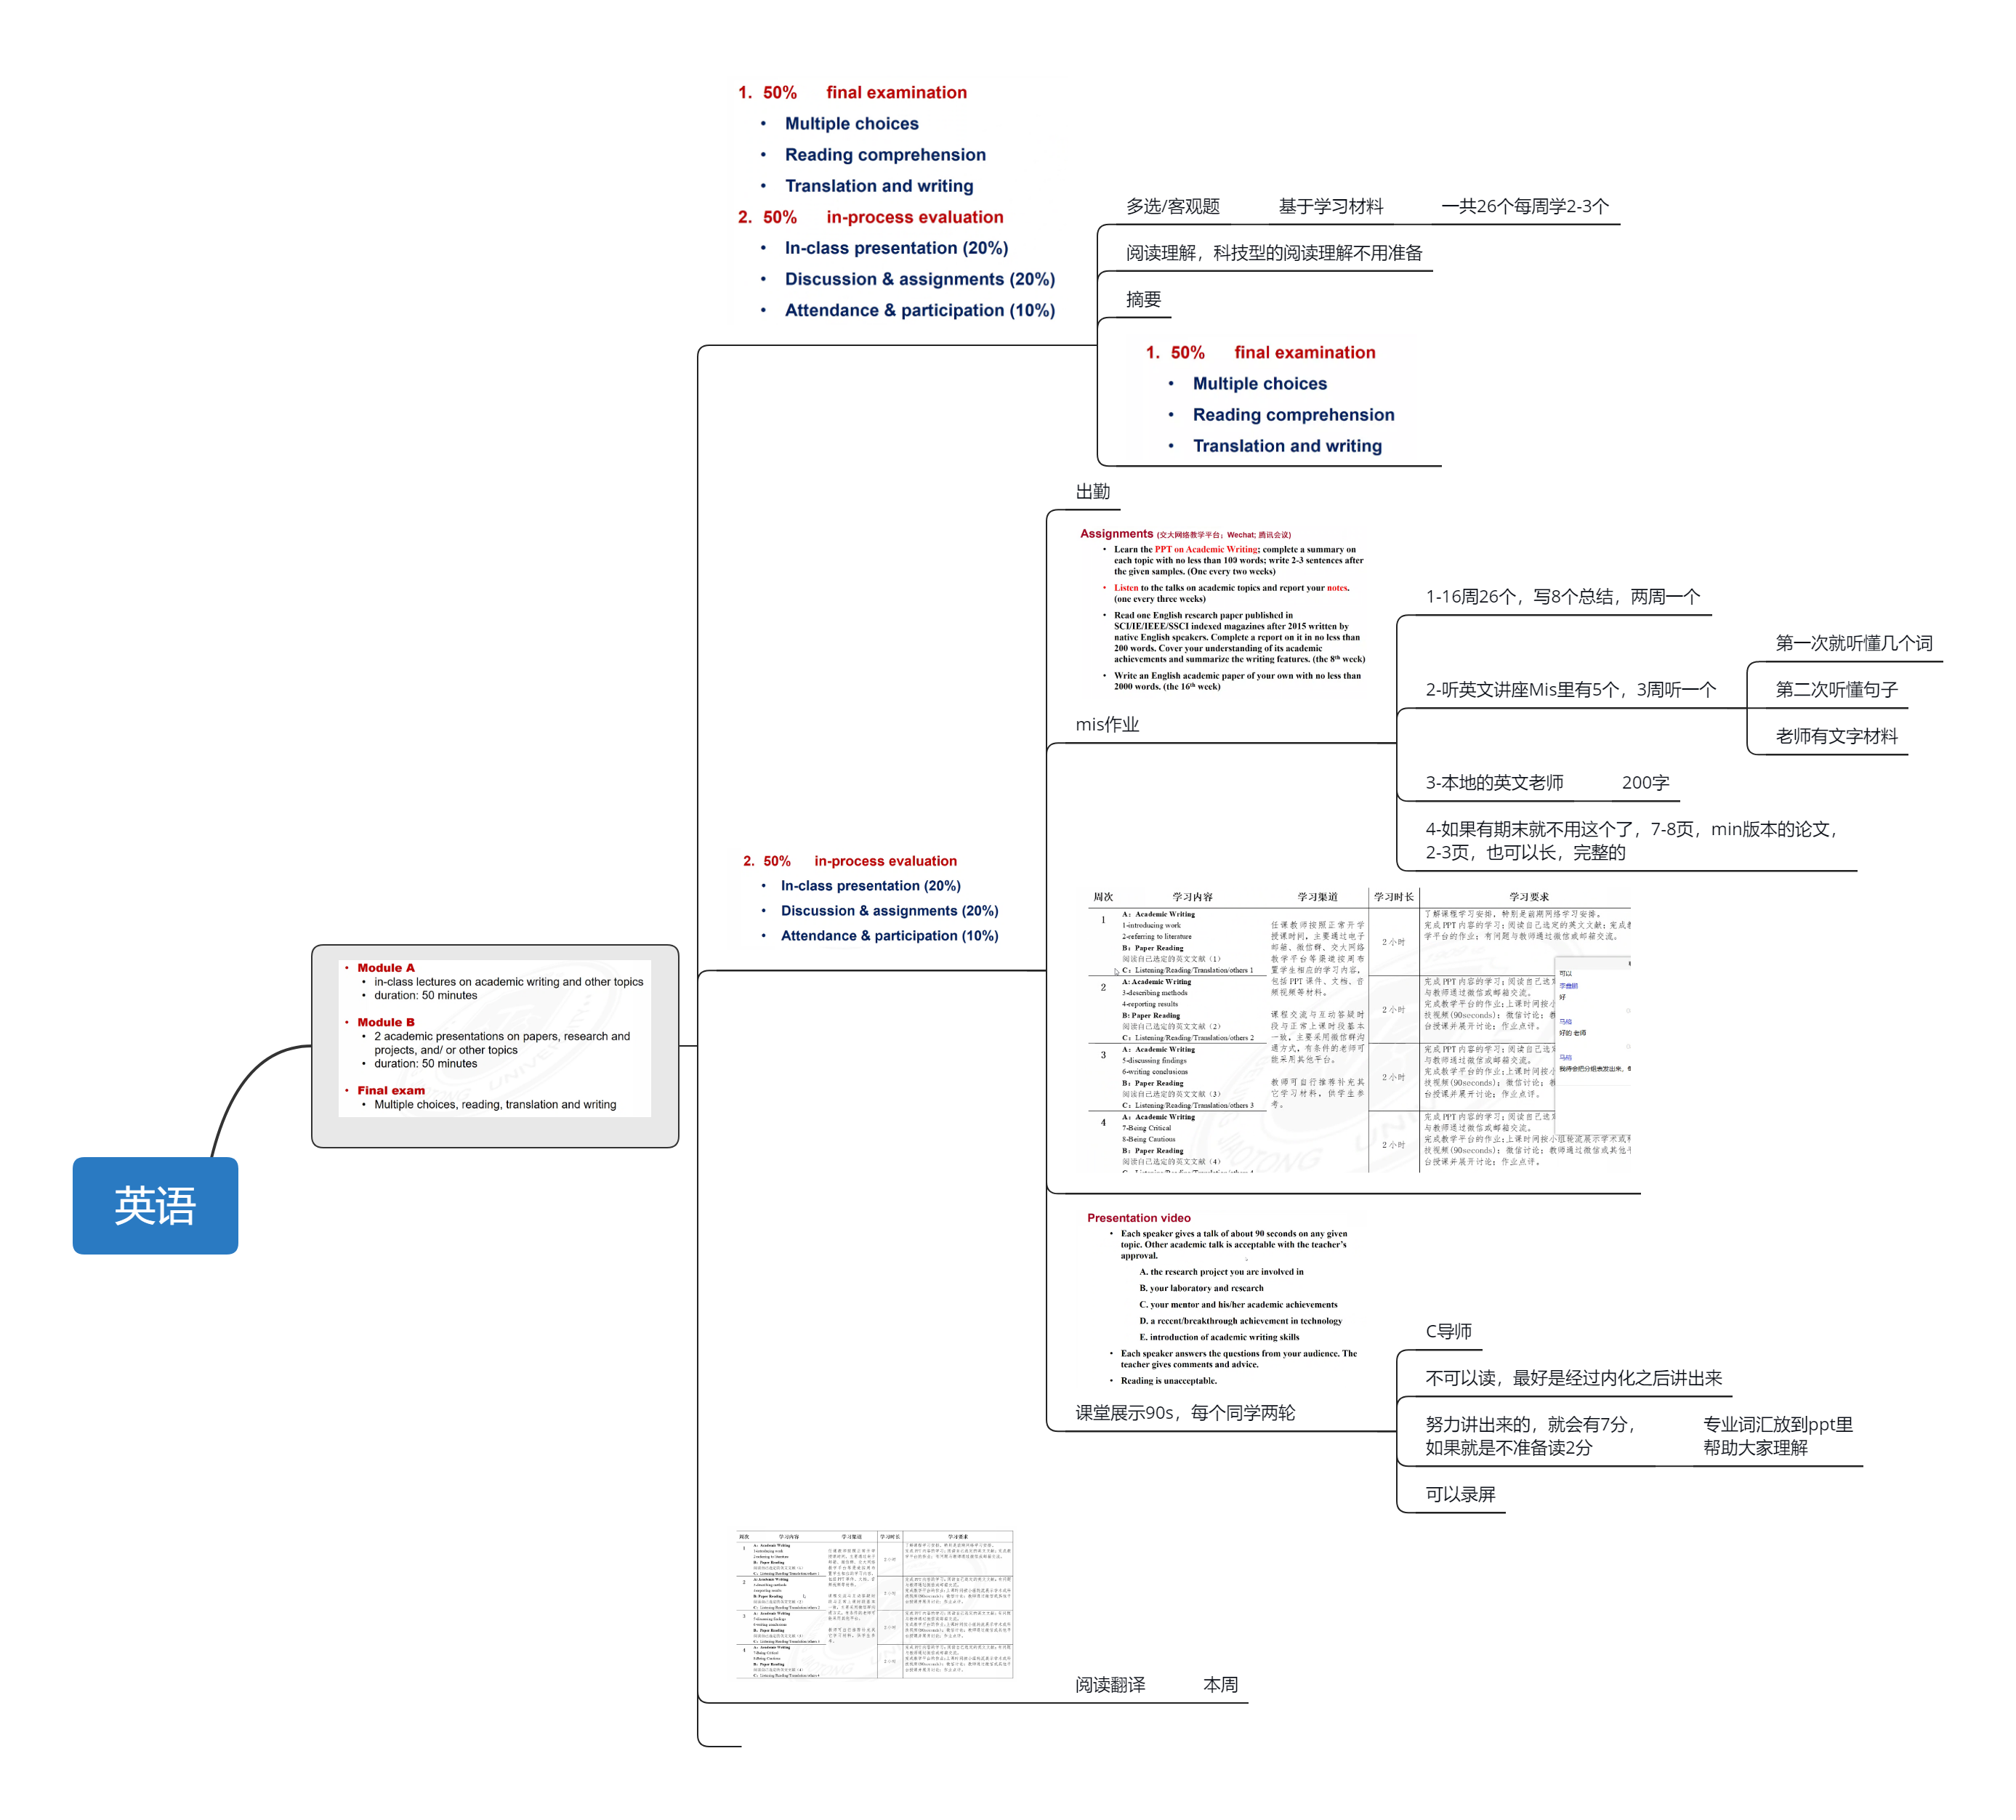 英语
• Module A
• in-class lectures on academic writing and other topics
• duration: 50 minutes
• Module B
• 2 academic presentations on papers, research and
projects, and/ or other topics
• duration: 50 minutes
• Final exam
• Multiple choices, reading, translation and writing
1. 50% final examination
• Multiple choices
• Reading comprehension
• Translation and writing
2. 50% in-process evaluation
• In-class presentation (20%)
• Discussion & assignments (20%)
• Attendance & participation (10%)
多选/客观题
基于学习材料
一共26个每周学2-3个
阅读理解，科技型的阅读理解不用准备
摘要
1. 50% final examination
• Multiple choices
• Reading comprehension
• Translation and writing
2. 50% in-process evaluation
• In-class presentation (20%)
• Discussion & assignments (20%)
• Attendance & participation (10%)
出勤
Assignments (交大网络教学平台；Wechat; 腾讯会议)
• Learn the PPT on Academic Writing; complete a summary on
each topic with no less than 100 words; write 2-3 sentences after
the given samples. (One every two weeks)
• Listen to the talks on academic topics and report your notes.
(one every three weeks)
• Read one English research paper published in
SCI/IE/IEEE/SSCI indexed magazines after 2015 written by
native English speakers. Complete a report on it in no less than
200 words. Cover your understanding of its academic
achievements and summarize the writing features. (the 8th week)
• Write an English academic paper of your own with no less than
2000 words. (the 16th week)
mis作业
1-16周26个，写8个总结，两周一个
2-听英文讲座Mis里有5个，3周听一个
第一次就听懂几个词
第二次听懂句子
老师有文字材料
3-本地的英文老师
200字
4-如果有期末就不用这个了，7-8页，min版本的论文，
2-3页，也可以长，完整的
周次 学习内容 学习渠道 学习时长 学习要求
1
A：Academic Writing
1-introducing work
2-referring to literature
B：Paper Reading
阅读自己选定的英文文献（1）
C：Listening/Reading/Translation/others 1
2
A: Academic Writing
3-describing methods
4-reporting results
B: Paper Reading
阅读自己选定的英文文献（2）
C：Listening/Reading/Translation/others 2
3
A：Academic Writing
5-discussing findings
6-writing conclusions
B：Paper Reading
阅读自己选定的英文文献（3）
C：Listening/Reading/Translation/others 3
4
A：Academic Writing
7-Being Critical
8-Being Cautious
B：Paper Reading
阅读自己选定的英文文献（4）
任课教师按照正常开学
授课时间，主要通过电子
邮箱、微信群、交大网络
教学平台等渠道按周布
置学生相应的学习内容，
包括PPT课件、文档、音
频视频等材料。
课程交流与互动答疑时
段与正常上课时段基本
一致，主要采用微信群沟
通方式，有条件的老师可
能采用其他平台。
教师可自行推荐补充其
它学习材料，供学生参
考。
2小时
2小时
2小时
2小时
了解课程学习安排，特别是前期网络学习安排。
完成PPT内容的学习；阅读自己选定的英文文献；完成教
学平台的作业；有问题与教师通过微信或邮箱交流。
完成PPT内容的学习；阅读自己选
与教师通过微信或邮箱交流。
完成教学平台的作业；上课时间按小
技视频(90seconds)；微信讨论；教
台授课并展开讨论；作业点评。
完成PPT内容的学习；阅读自己选
与教师通过微信或邮箱交流。
完成教学平台的作业；上课时间按小
技视频(90seconds)；微信讨论；教
台授课并展开讨论；作业点评。
完成PPT内容的学习；阅读自己选
与教师通过微信或邮箱交流。
完成教学平台的作业；上课时间按小组轮流展示学术或科
技视频(90seconds)；微信讨论；教师通过微信或其他平
台授课并展开讨论；作业点评。
可以
好
好的 老师
我待会把分组表发出来，
Presentation video
• Each speaker gives a talk of about 90 seconds on any given
topic. Other academic talk is acceptable with the teacher's
approval.
A. the research project you are involved in
B. your laboratory and research
C. your mentor and his/her academic achievements
D. a recent/breakthrough achievement in technology
E. introduction of academic writing skills
• Each speaker answers the questions from your audience. The
teacher gives comments and advice.
• Reading is unacceptable.
课堂展示90s，每个同学两轮
C导师
不可以读，最好是经过内化之后讲出来
努力讲出来的，就会有7分，
如果就是不准备读2分
专业词汇放到ppt里
帮助大家理解
可以录屏
周次 学习内容 学习渠道 学习时长 学习要求
阅读翻译
本周